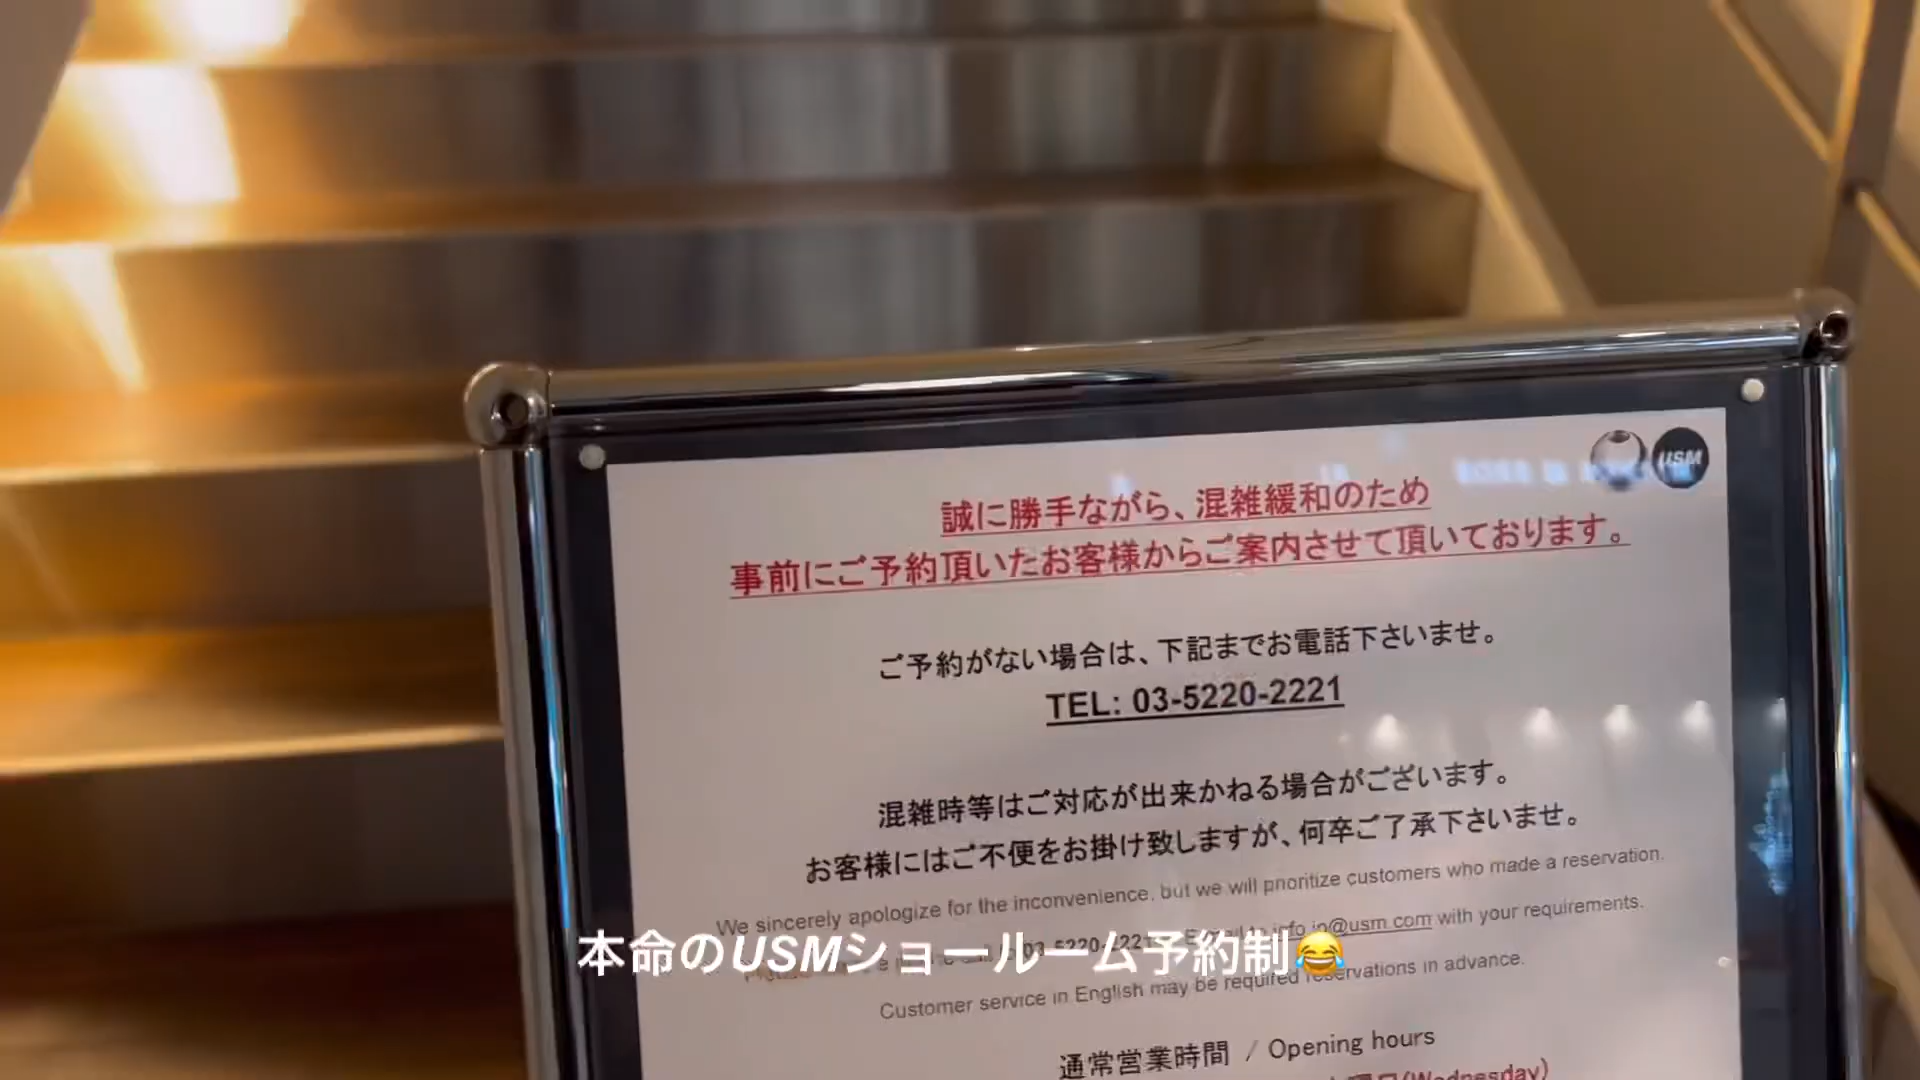 USM
誠に勝手ながら、混雑緩和のため
事前にご予約頂いたお客様からご案内させて頂いております。
ご予約がない場合は、下記までお電話下さいませ。
TEL: 03-5220-2221
混雑時等はご対応が出来かねる場合がございます。
お客様にはご不便をお掛け致しますが、何卒ご了承下さいませ。
We sincerely apologize for the inconvenience, but we will prioritize customers who made a reservation.
@usm.com with your requirements.
本命のUSMショールーム予約制😂
Customer service in English may be required reservations in advance.
通常営業時間 / Opening hours
(Wednesday)